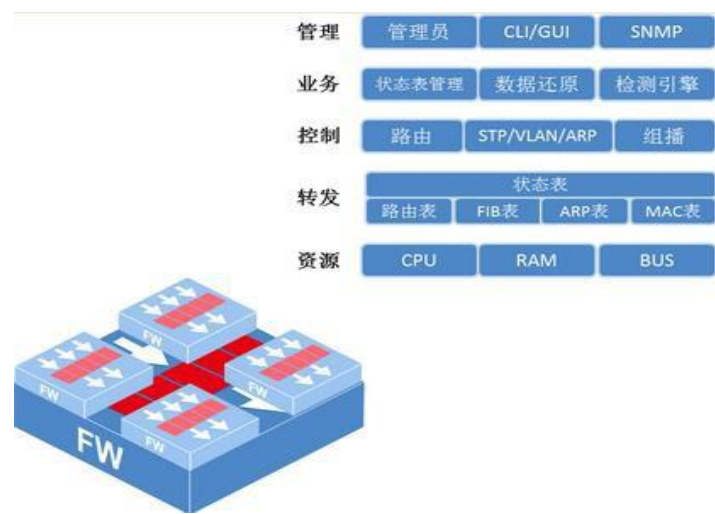 管理 管理员 CLI/GUI SNMP
业务 状态表管理 数据还原 检测引擎
控制 路由 STP/VLAN/ARP 组播
转发 状态表
路由表 FIB表 ARP表 MAC表
资源 CPU RAM BUS
FW
FW
FW
FW
FW